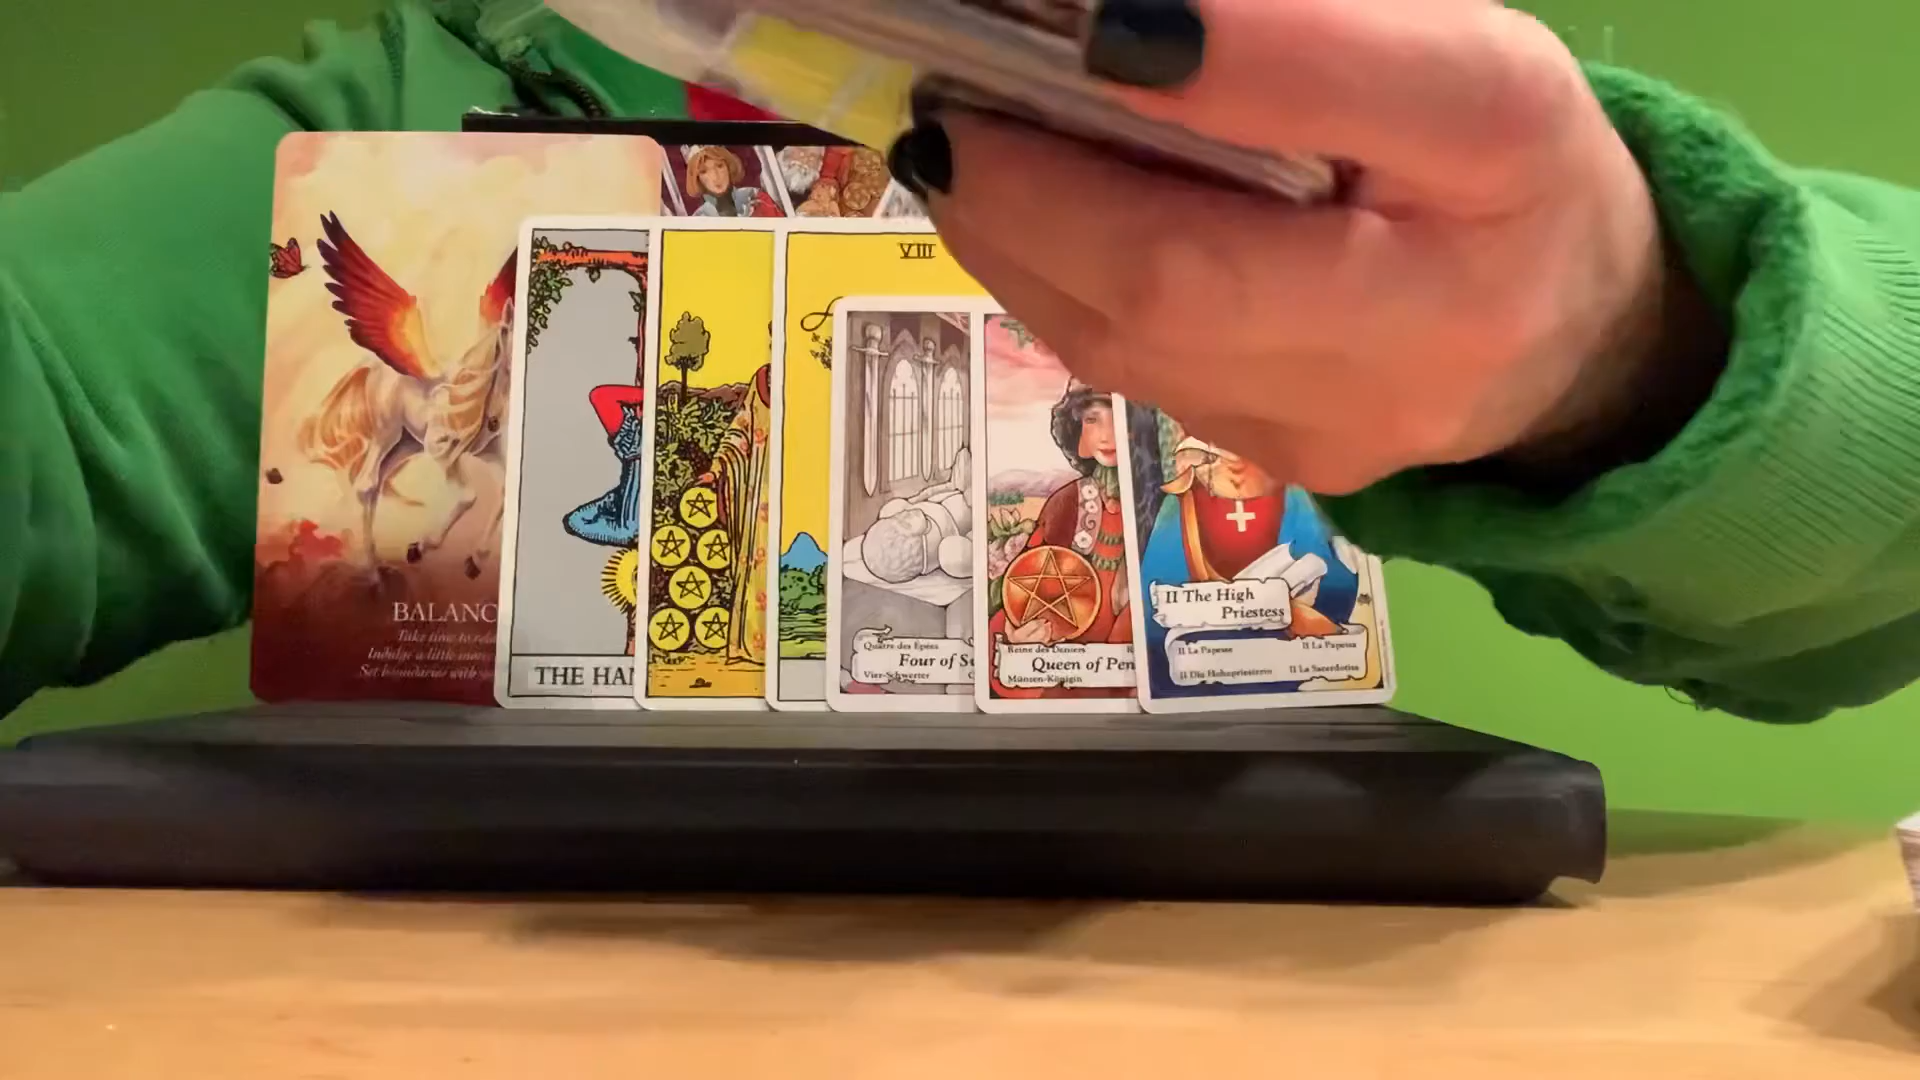 BALANC
Take time to rela
Indulge a little more
Set boundaries with
THE HAN
VIII
Quatre des Épées
Four of S
Vier-Schwerter
Reine des Deniers
Queen of Pen
Münzen-Königin
II The High
Priestess
II La Papesse
II La Papessa
II Die Hohepriesterin
II La Sacerdotisa